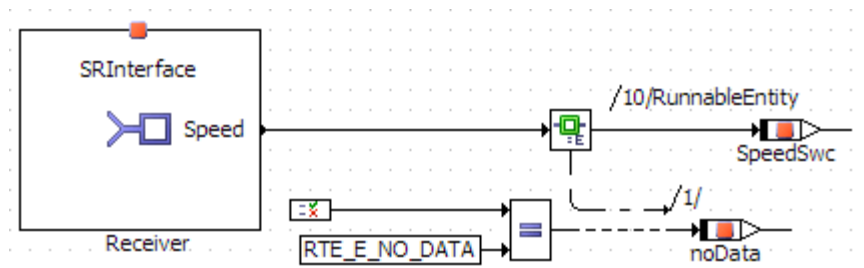 SRInterface
/10/RunnableEntity
Speed
SpeedSwc
/1/
Receiver
RTE_E_NO_DATA
=
noData